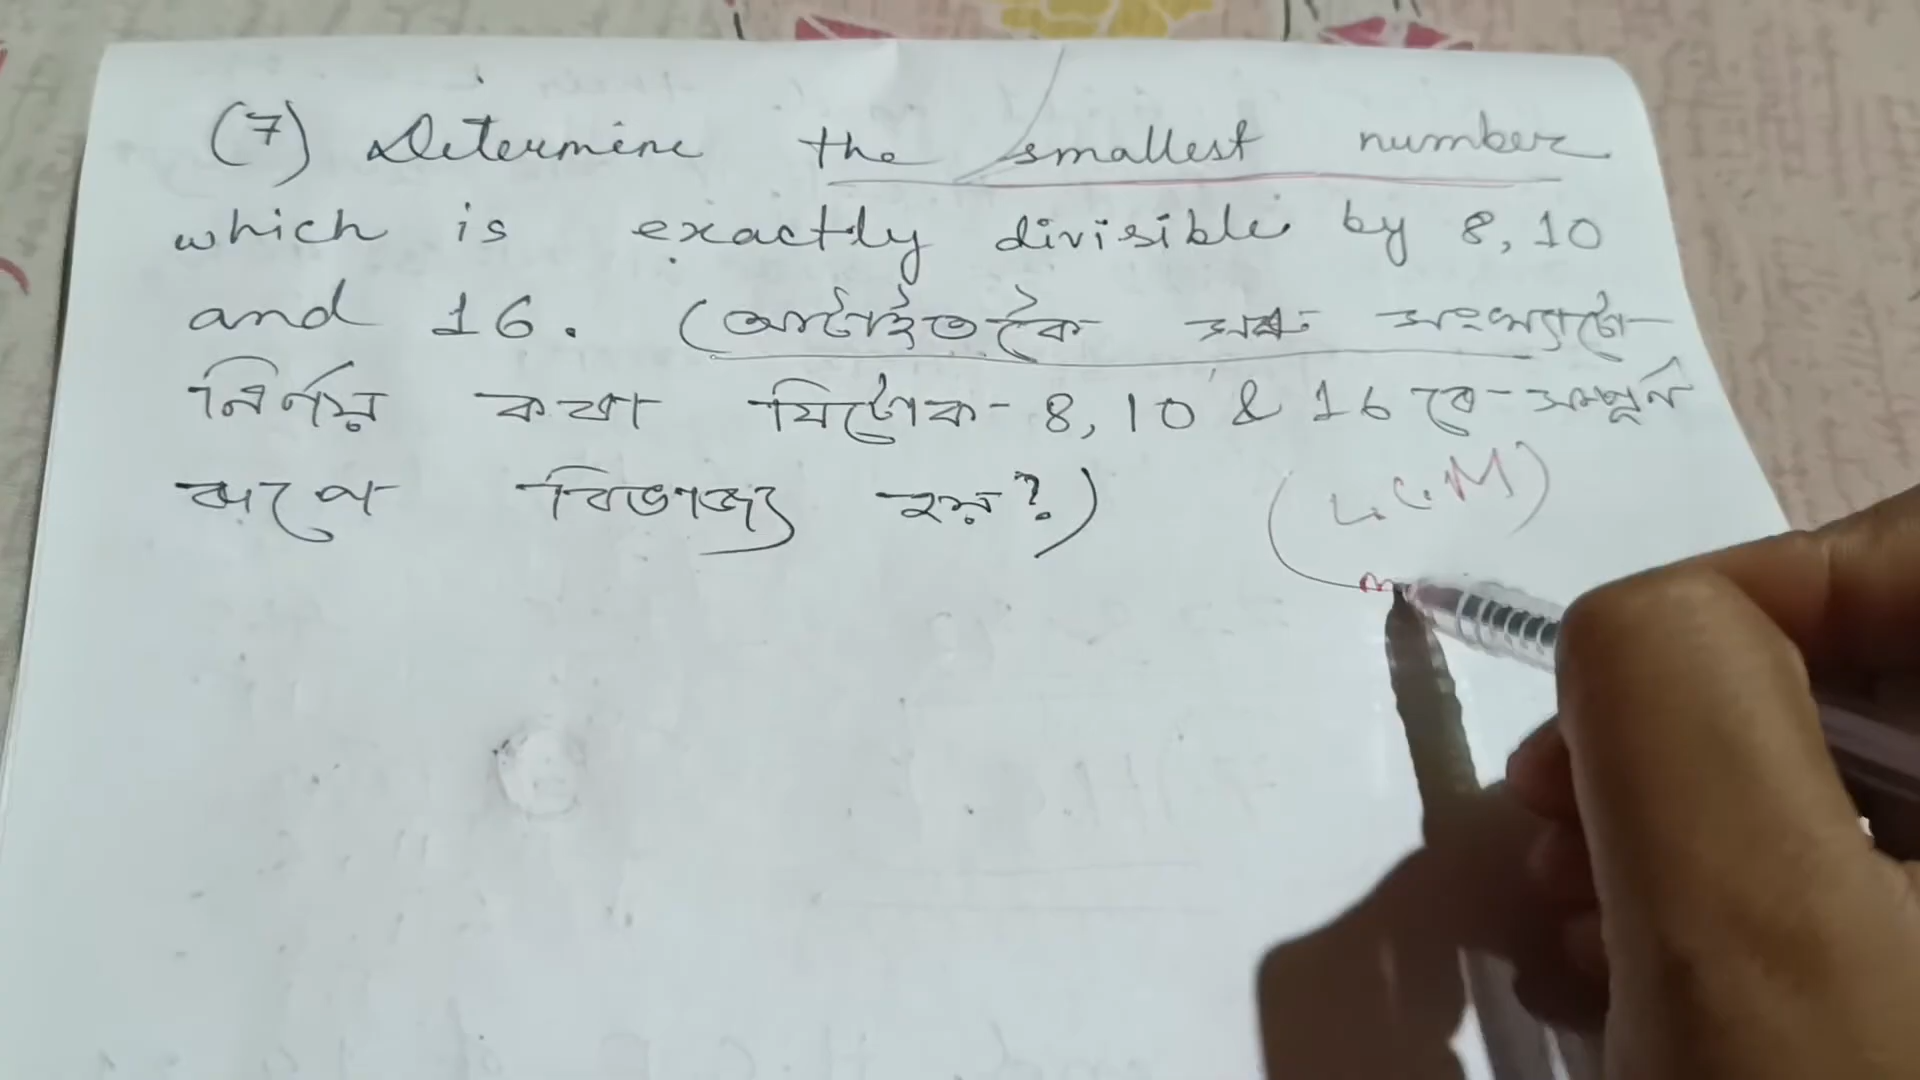 (7) Determine the smallest number
which is exactly divisible by 8, 10
and 16. (আটাইতকৈ সৰু সংখ্যাটো
নিৰ্ণয় কৰা যিটোক 8, 10 & 16 ৰে সম্পূৰ্ণ
ৰূপে বিভাজ্য হয়?) (L.C.M)